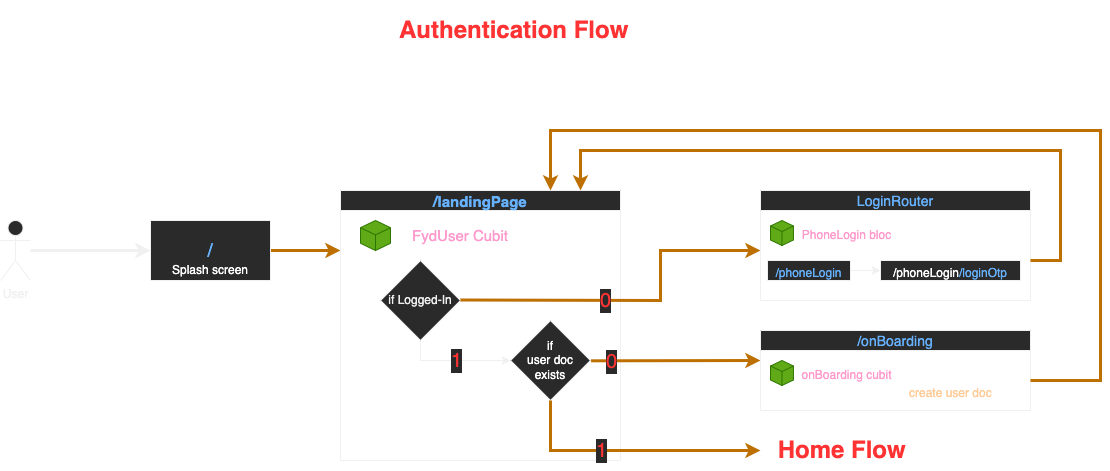 Authentication Flow
User
/
Splash screen
/landingPage
FydUser Cubit
if Logged-In
0
1
if
user doc
exists
0
1
LoginRouter
PhoneLogin bloc
/phoneLogin
/phoneLogin/loginOtp
/onBoarding
onBoarding cubit
create user doc
Home Flow